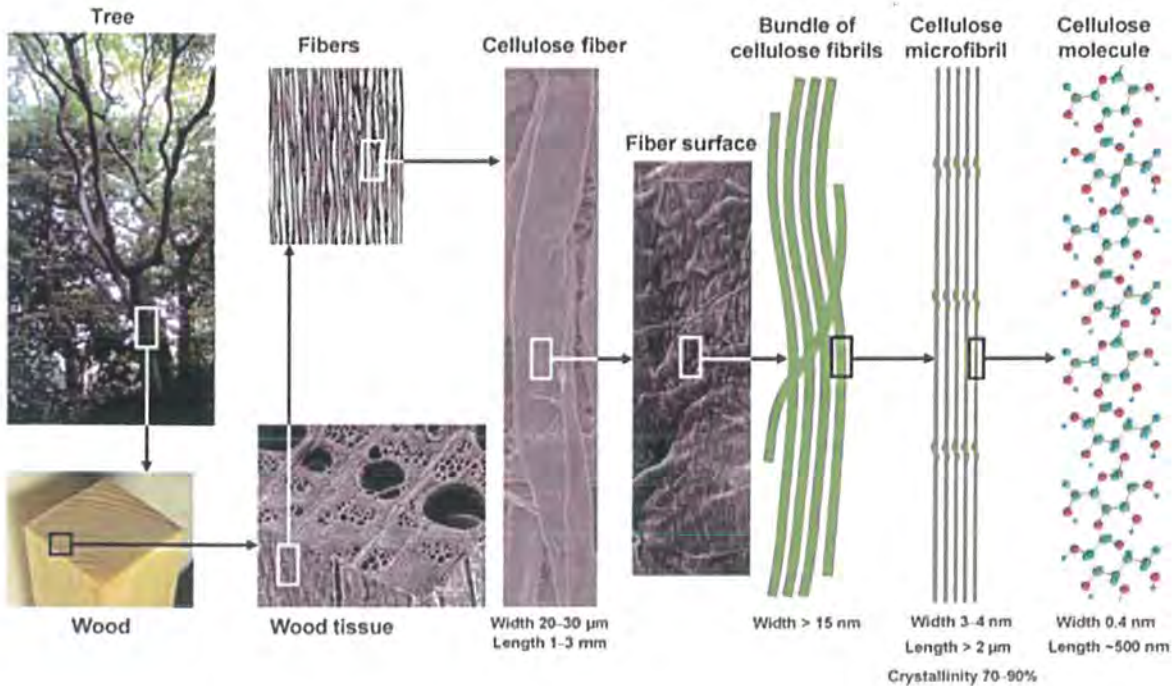 Tree
Fibers
Cellulose fiber
Bundle of
cellulose fibrils
Cellulose
microfibril
Cellulose
molecule
Fiber surface
Wood
Wood tissue
Width 20–30 µm
Length 1–3 mm
Width > 15 nm
Width 3–4 nm
Length > 2 µm
Crystallinity 70–90%
Width 0.4 nm
Length ~500 nm